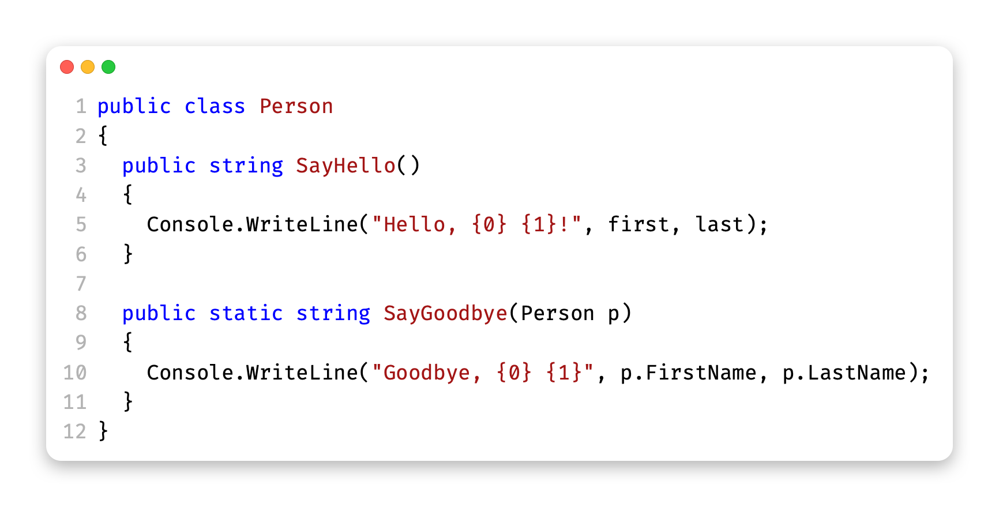 1 public class Person
2 {
3   public string SayHello()
4   {
5     Console.WriteLine("Hello, {0} {1}!", first, last);
6   }
7
8   public static string SayGoodbye(Person p)
9   {
10     Console.WriteLine("Goodbye, {0} {1}", p.FirstName, p.LastName);
11   }
12 }